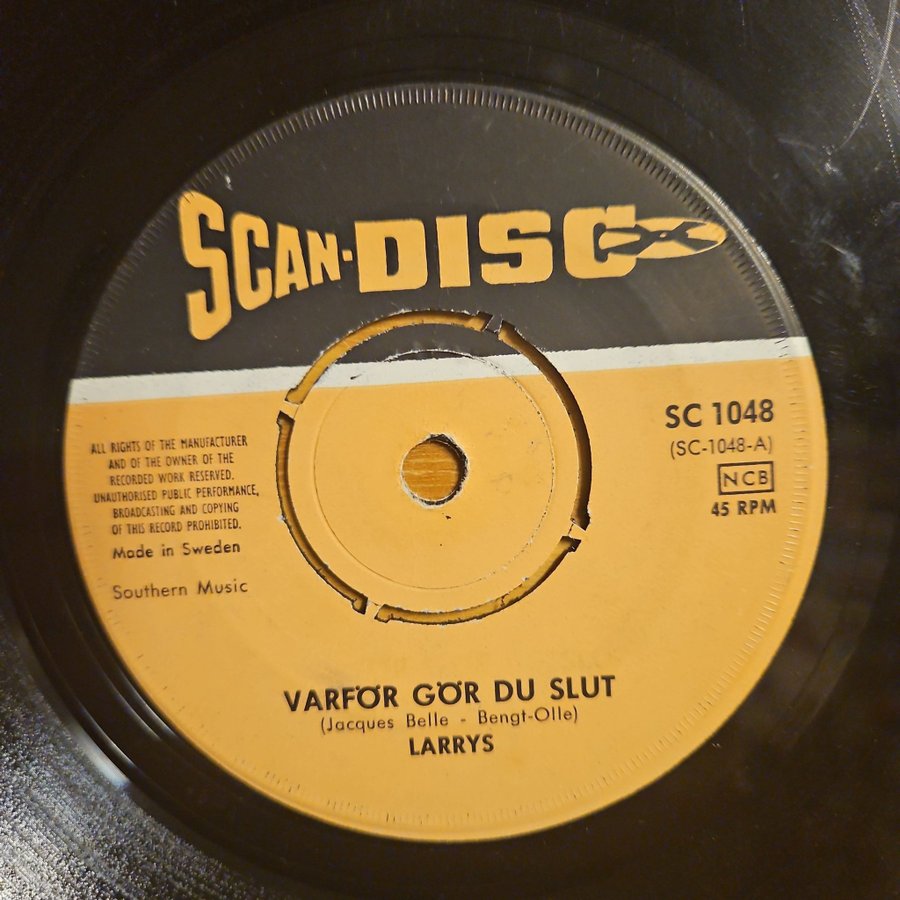 SCAN-DISC
SC 1048
(SC-1048-A)
NCB
45 RPM
ALL RIGHTS OF THE MANUFACTURER
AND OF THE OWNER OF THE
RECORDED WORK RESERVED.
UNAUTHORISED PUBLIC PERFORMANCE,
BROADCASTING AND COPYING
OF THIS RECORD PROHIBITED.
Made in Sweden
Southern Music
VARFÖR GÖR DU SLUT
(Jacques Belle - Bengt-Olle)
LARRYS